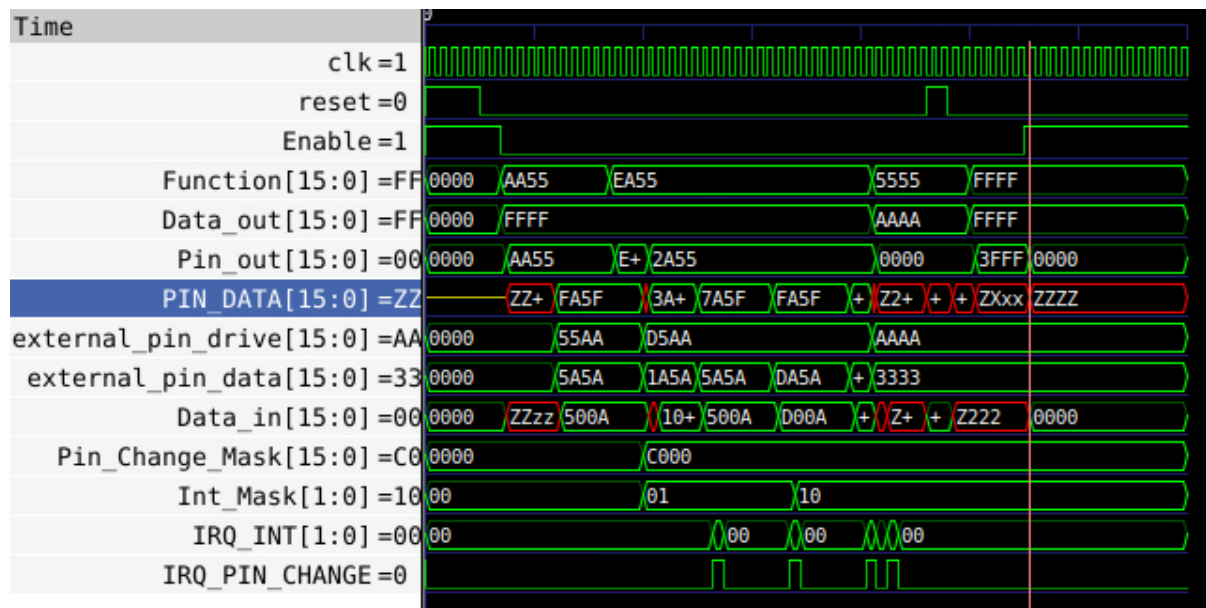 Time 0
clk =1
reset =0
Enable =1
Function[15:0] =FF 0000 AA55 EA55 5555 FFFF
Data_out[15:0] =FF 0000 FFFF AAAA FFFF
Pin_out[15:0] =00 0000 AA55 E+ 2A55 0000 3FFF 0000
PIN_DATA[15:0] =ZZ ZZ+ FA5F 3A+ 7A5F FA5F + Z2+ + + ZXxx ZZZZ
external_pin_drive[15:0] =AA 0000 55AA D5AA AAAA
external_pin_data[15:0] =33 0000 5A5A 1A5A 5A5A DA5A + 3333
Data_in[15:0] =00 0000 ZZzz 500A 10+ 500A D00A + Z+ + Z222 0000
Pin_Change_Mask[15:0] =C0 0000 C000
Int_Mask[1:0] =10 00 01 10
IRQ_INT[1:0] =00 00 00 00 00
IRQ_PIN_CHANGE =0